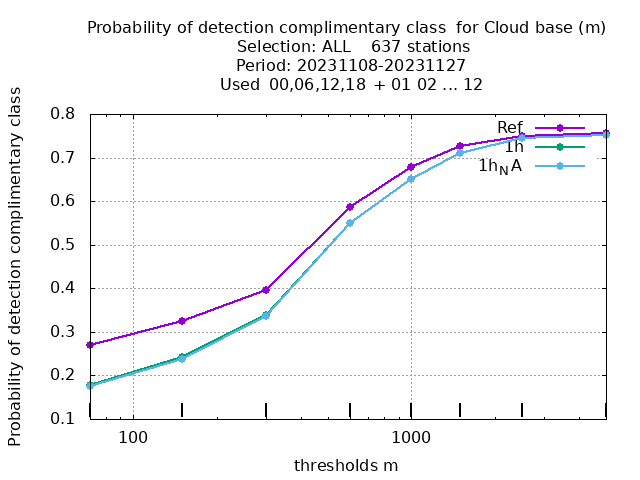 Probability of detection complimentary class  for Cloud base (m)
Selection: ALL    637 stations
Period: 20231108-20231127
Used  00,06,12,18  + 01 02 ... 12
Probability of detection complimentary class
0.8
0.7
0.6
0.5
0.4
0.3
0.2
0.1
Ref
1h
1hNA
100
1000
thresholds m